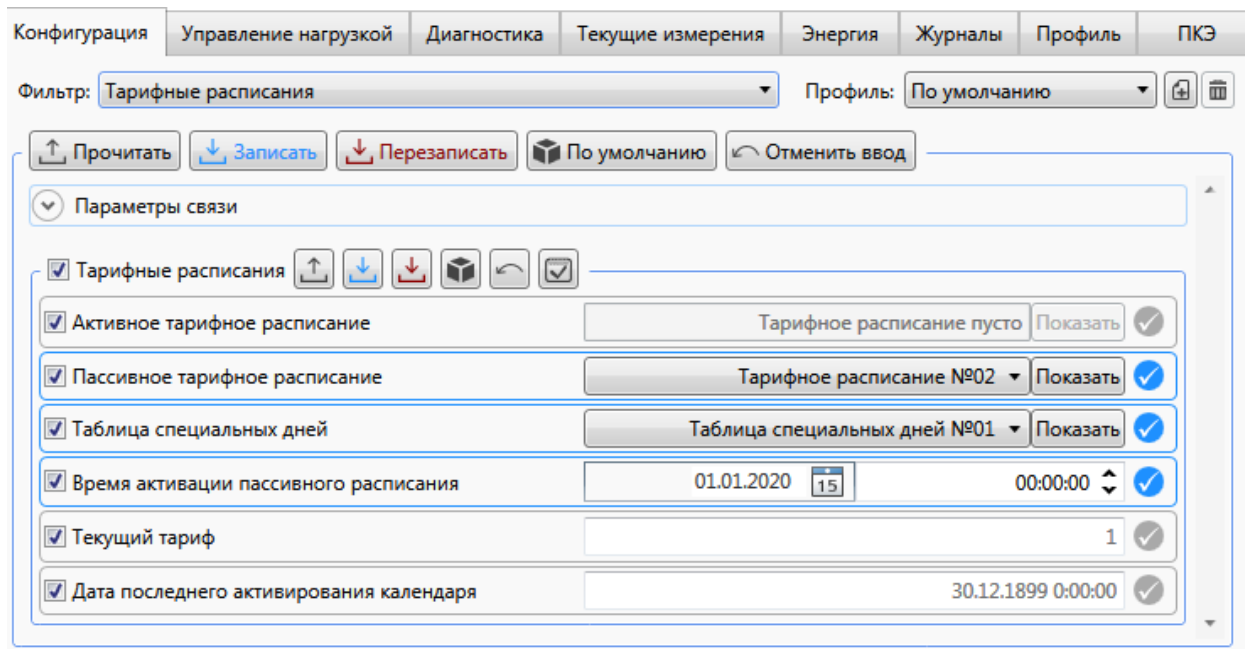 Конфигурация Управление нагрузкой Диагностика Текущие измерения Энергия Журналы Профиль ПКЭ
Фильтр: Тарифные расписания Профиль: По умолчанию
Прочитать Записать Перезаписать По умолчанию Отменить ввод
Параметры связи
Тарифные расписания
Активное тарифное расписание Тарифное расписание пусто Показать
Пассивное тарифное расписание Тарифное расписание №02 Показать
Таблица специальных дней Таблица специальных дней №01 Показать
Время активации пассивного расписания 01.01.2020 15 00:00:00
Текущий тариф 1
Дата последнего активирования календаря 30.12.1899 0:00:00